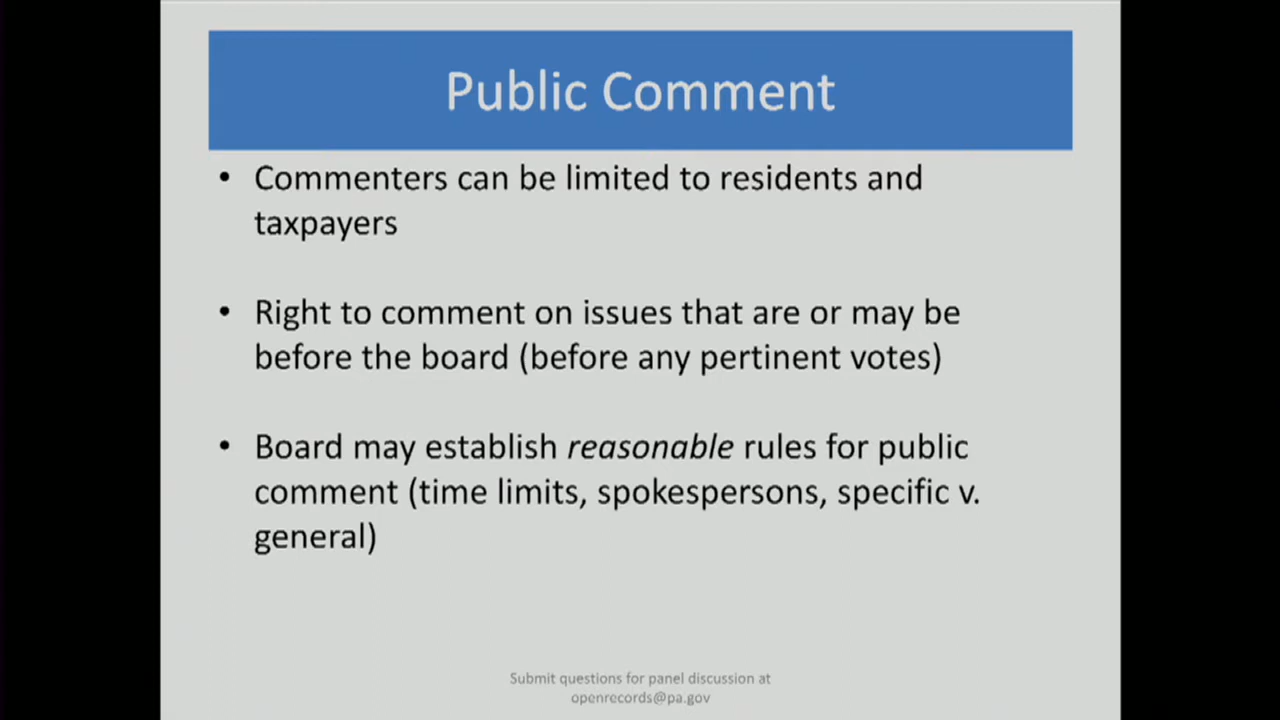 Public Comment
• Commenters can be limited to residents and
taxpayers
• Right to comment on issues that are or may be
before the board (before any pertinent votes)
• Board may establish reasonable rules for public
comment (time limits, spokespersons, specific v.
general)
Submit questions for panel discussion at
openrecords@pa.gov